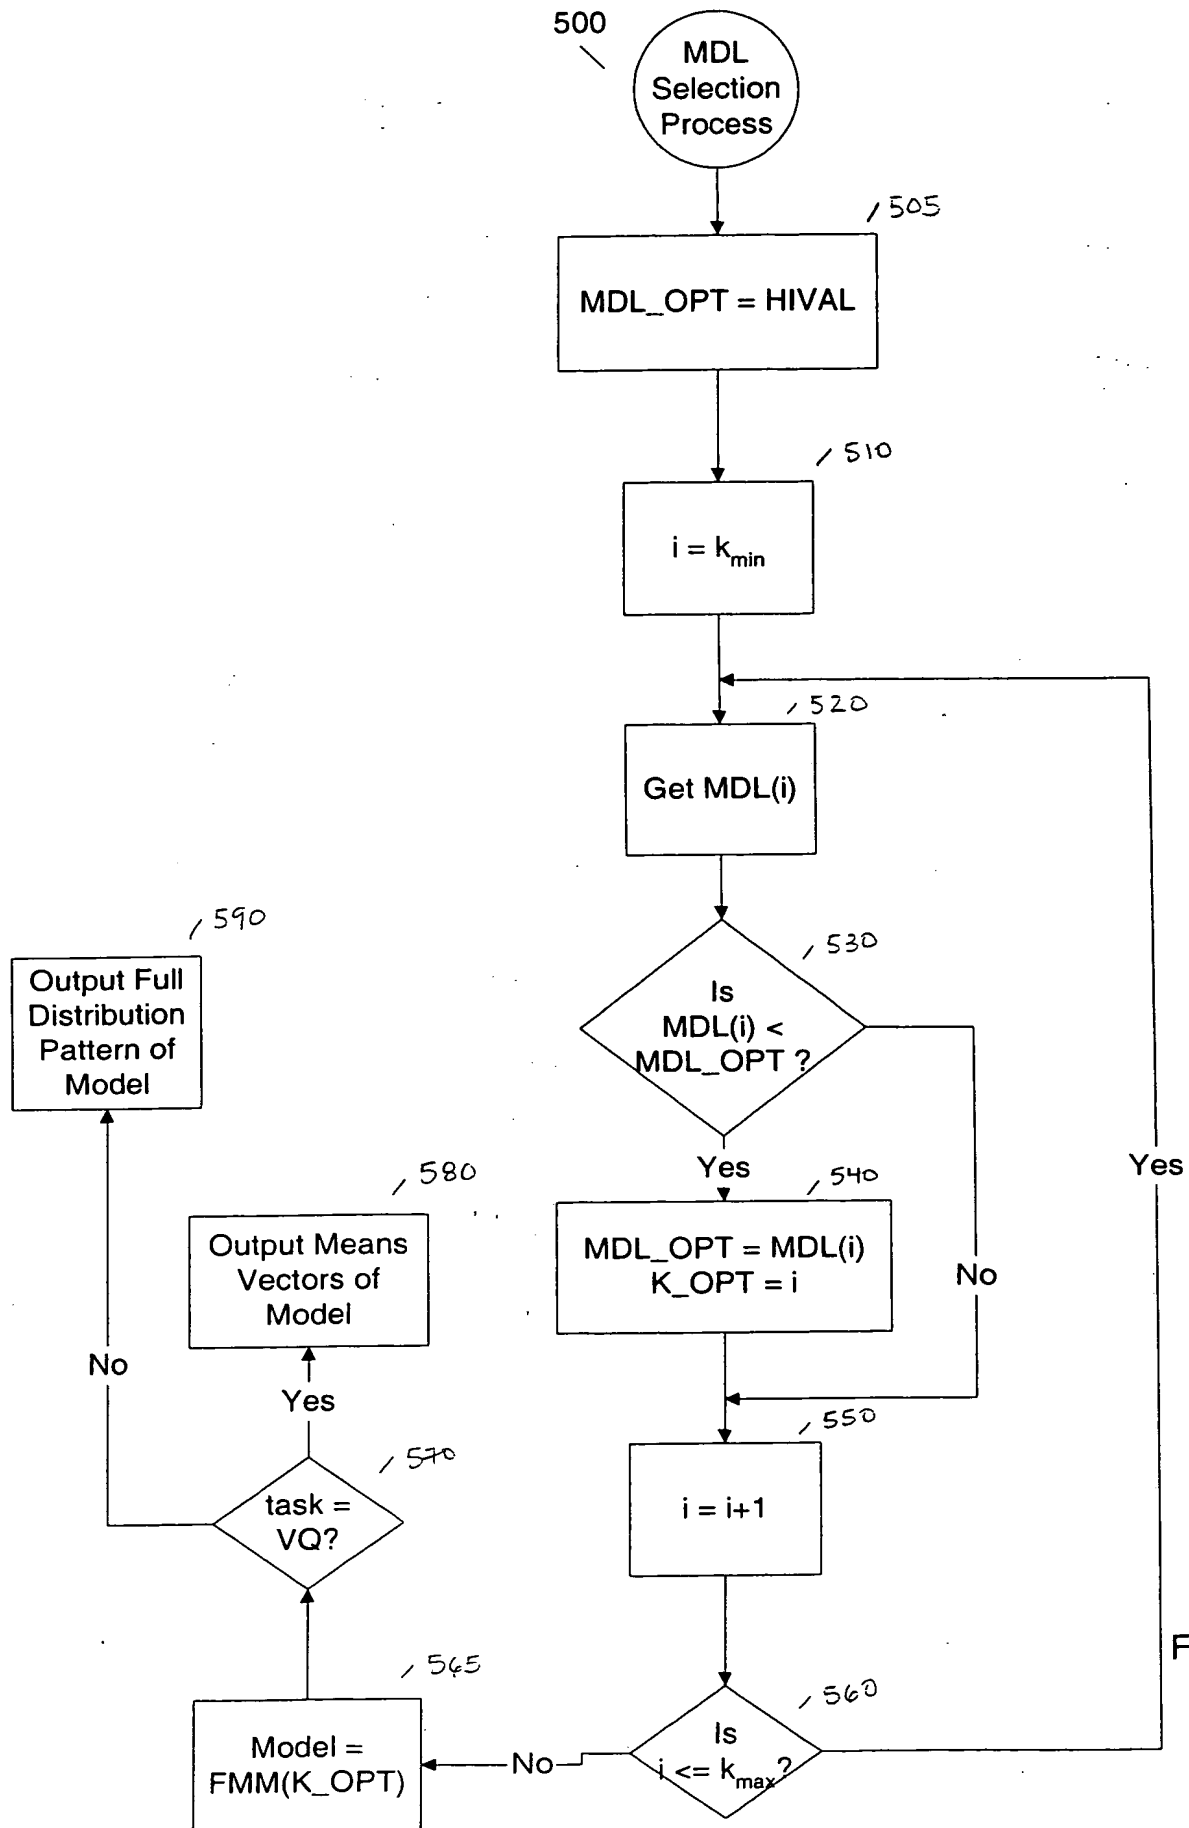 500
MDL
Selection
Process
505
MDL_OPT = HIVAL
510
i = kmin
520
Get MDL(i)
530
Is
MDL(i) <
MDL_OPT ?
Yes
No
540
MDL_OPT = MDL(i)
K_OPT = i
550
i = i+1
560
Is
i <= kmax?
Yes
No
565
Model =
FMM(K_OPT)
570
task =
VQ?
Yes
No
580
Output Means
Vectors of
Model
590
Output Full
Distribution
Pattern of
Model
F